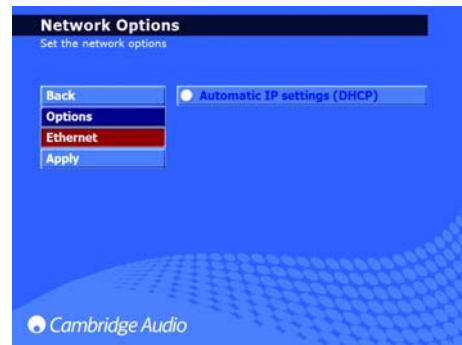 Network Options
Set the network options
Back
Automatic IP settings (DHCP)
Options
Ethernet
Apply
Cambridge Audio